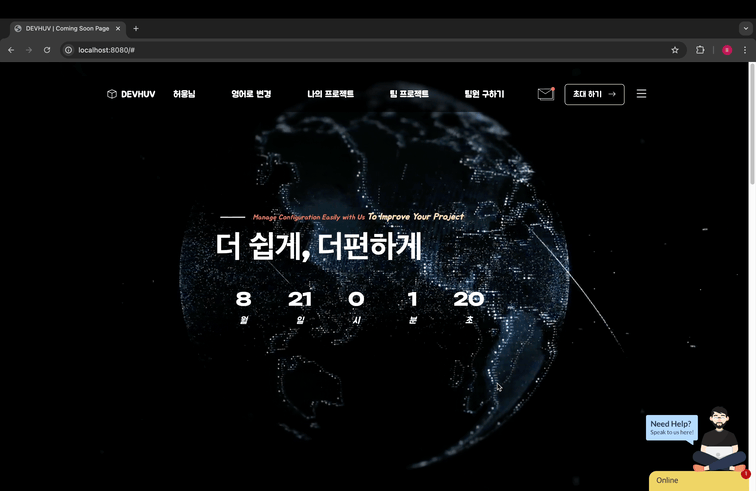 DEVHUV | Coming Soon Page
localhost:8080/#
DEVHUV
허웅님
영어로 변경
나의 프로젝트
팀 프로젝트
팀원 구하기
초대 하기 →
Manage Configuration Easily with Us To Improve Your Project
더 쉽게, 더편하게
8 21 0 1 20
월 일 시 분 초
Need Help?
Speak to us here!
Online
1